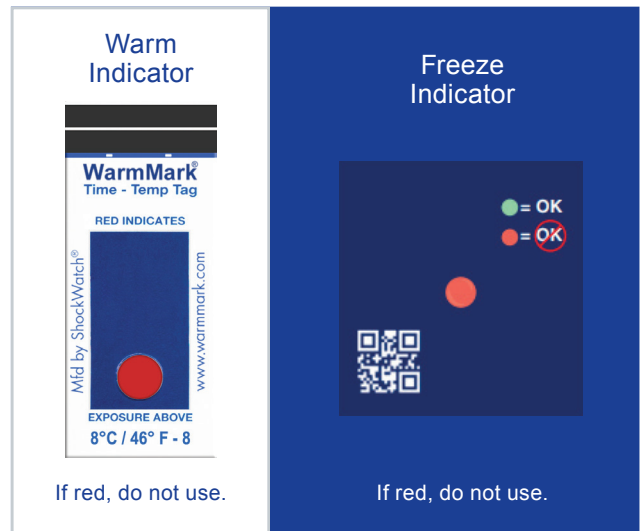 Warm
Indicator
WarmMark®
Time - Temp Tag
RED INDICATES
Mfd by ShockWatch®
www.warmmark.com
EXPOSURE ABOVE
8°C / 46° F - 8
If red, do not use.
Freeze
Indicator
= OK
= OK
If red, do not use.